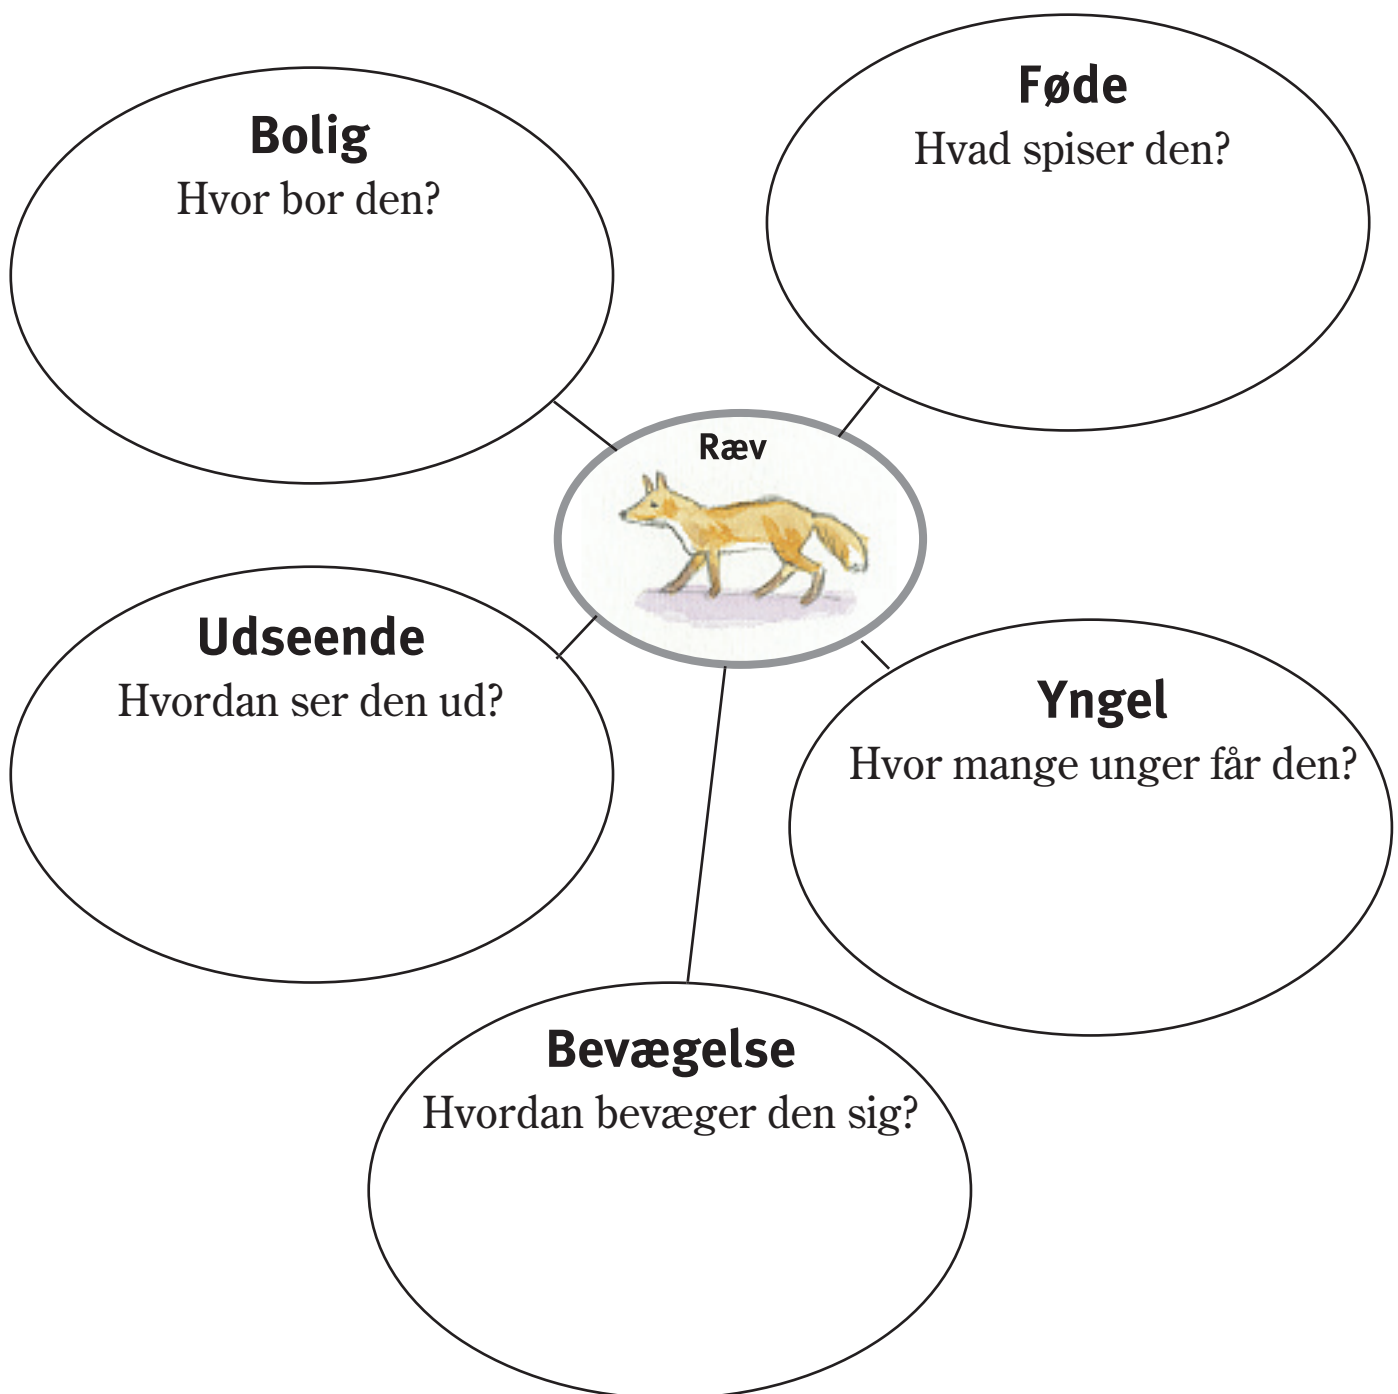 Bolig
Hvor bor den?
Føde
Hvad spiser den?
Ræv
Udseende
Hvordan ser den ud?
Yngel
Hvor mange unger får den?
Bevægelse
Hvordan bevæger den sig?